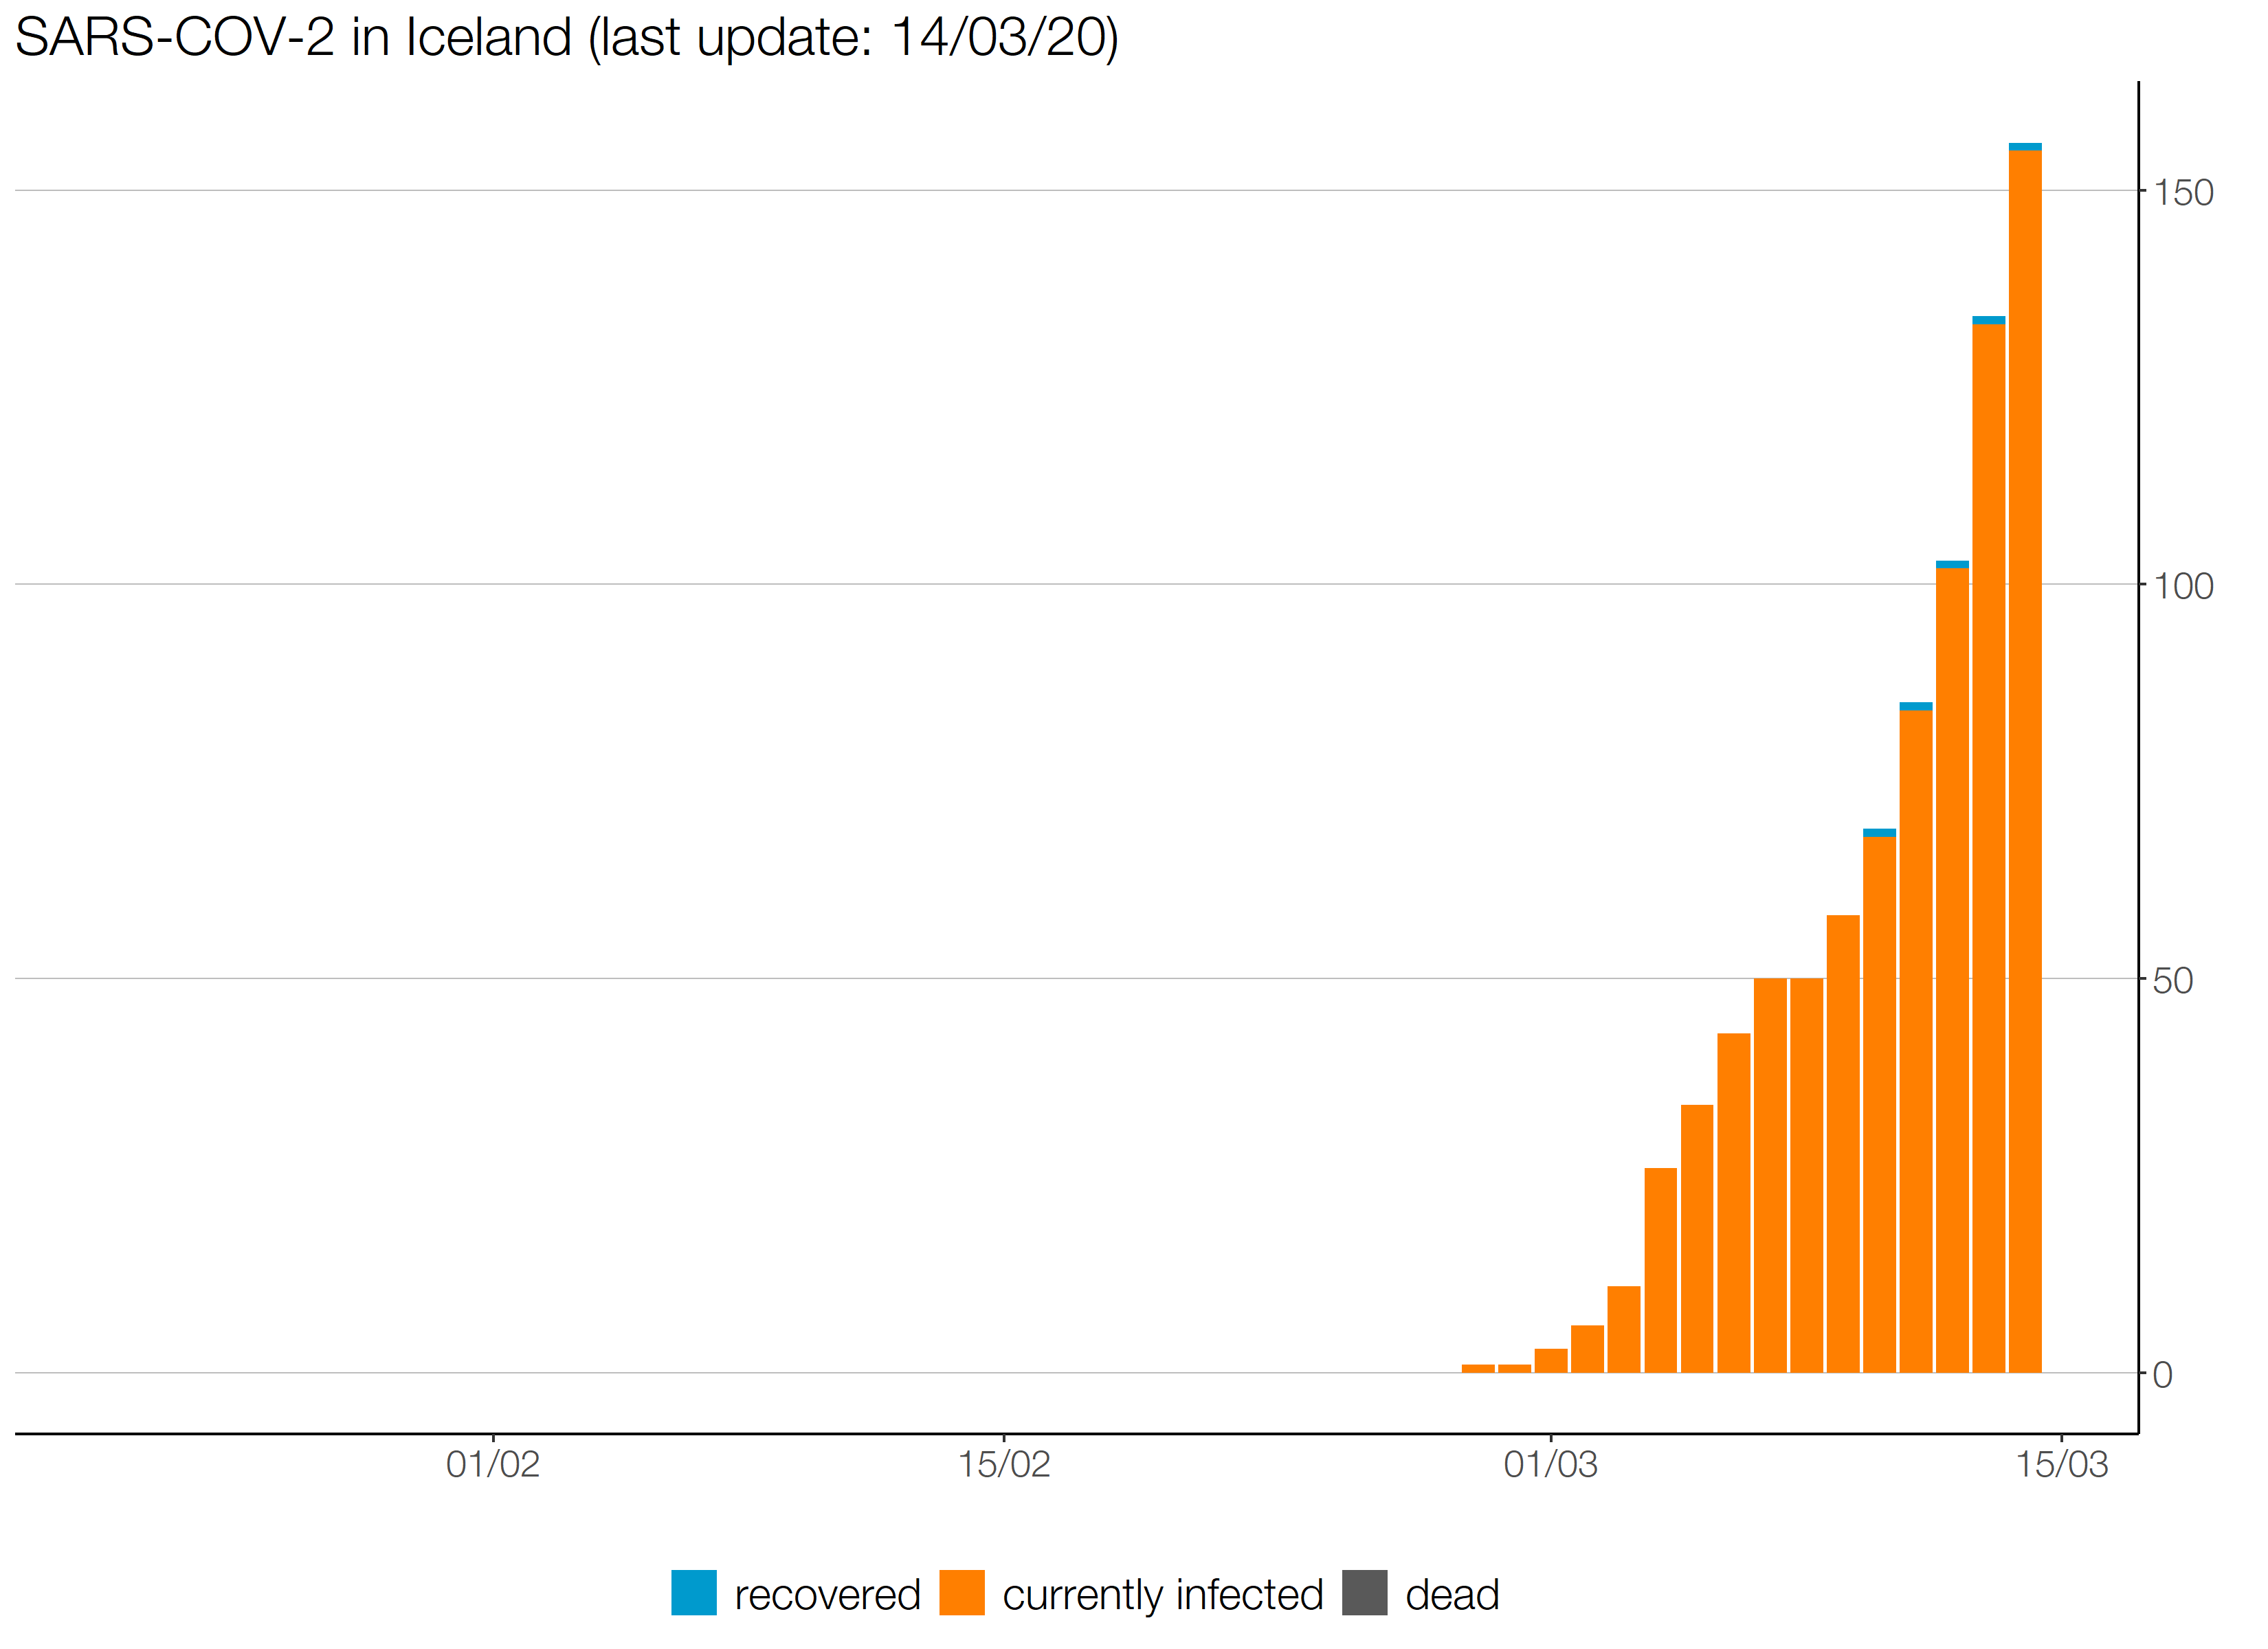 SARS-COV-2 in Iceland (last update: 14/03/20)
150
100
50
0
01/02 15/02 01/03 15/03
recovered currently infected dead